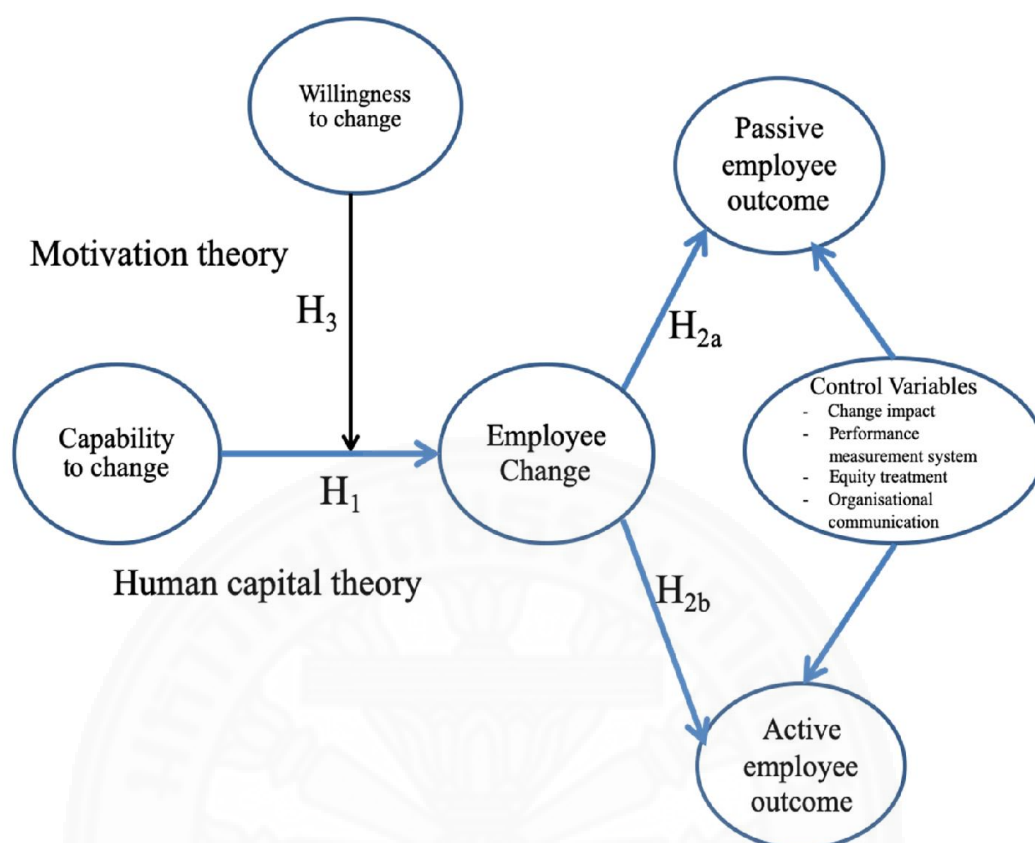 Willingness
to change
Passive
employee
outcome
Motivation theory
H3
H2a
Capability
to change
Employee
Change
Control Variables
- Change impact
- Performance
measurement system
- Equity treatment
- Organisational
communication
H1
Human capital theory
H2b
Active
employee
outcome